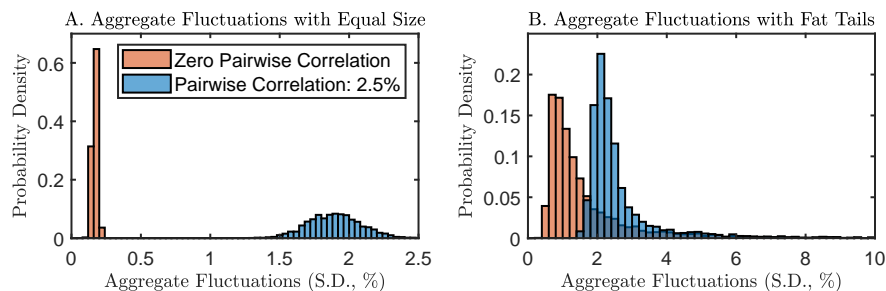 A. Aggregate Fluctuations with Equal Size
Probability Density
0.6
0.4
0.2
0
Zero Pairwise Correlation
Pairwise Correlation: 2.5%
0
0.5
1
1.5
2
2.5
Aggregate Fluctuations (S.D., %)
B. Aggregate Fluctuations with Fat Tails
Probability Density
0.2
0.15
0.1
0.05
0
0
2
4
6
8
10
Aggregate Fluctuations (S.D., %)